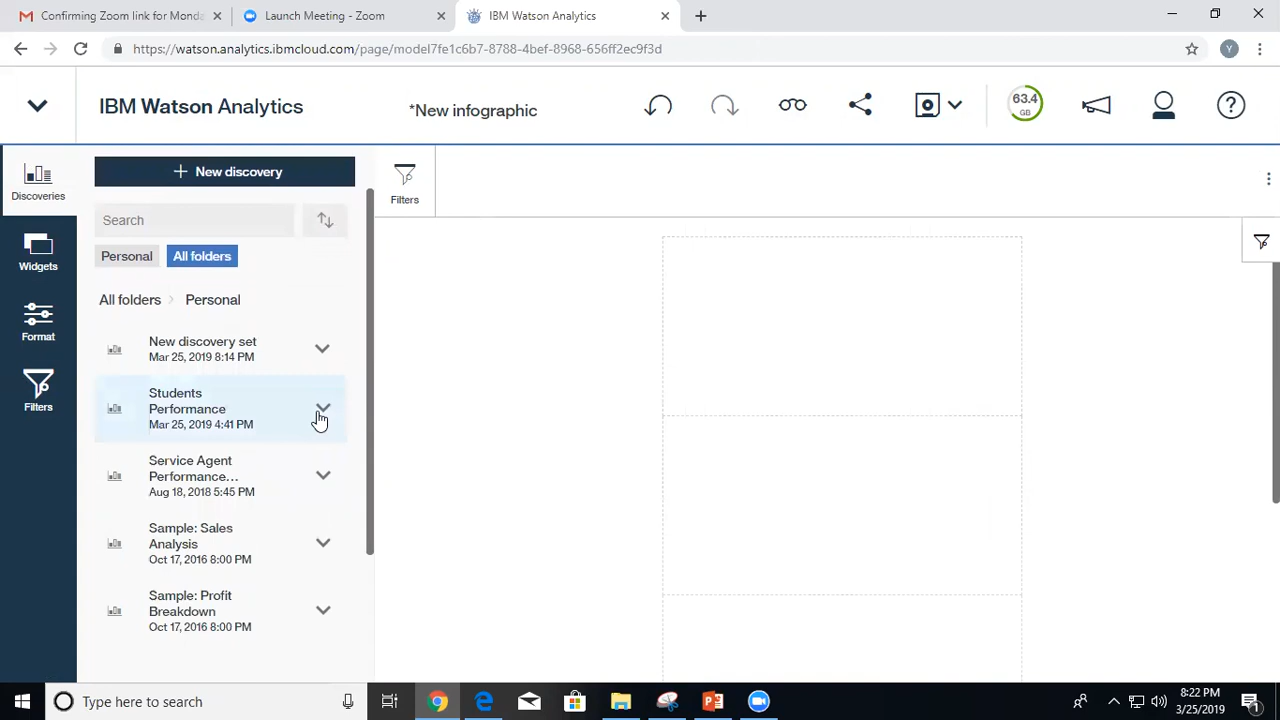 Confirming Zoom link for Monda
Launch Meeting - Zoom
IBM Watson Analytics
https://watson.analytics.ibmcloud.com/page/model7fe1c6b7-8788-4bef-8968-656ff2ec9f3d
Y
IBM Watson Analytics
*New infographic
63.4
GB
Discoveries
Widgets
Format
Filters
+ New discovery
Search
Personal
All folders
All folders > Personal
New discovery set
Mar 25, 2019 8:14 PM
Students
Performance
Mar 25, 2019 4:41 PM
Service Agent
Performance...
Aug 18, 2018 5:45 PM
Sample: Sales
Analysis
Oct 17, 2016 8:00 PM
Sample: Profit
Breakdown
Oct 17, 2016 8:00 PM
Filters
Type here to search
8:22 PM
3/25/2019
1